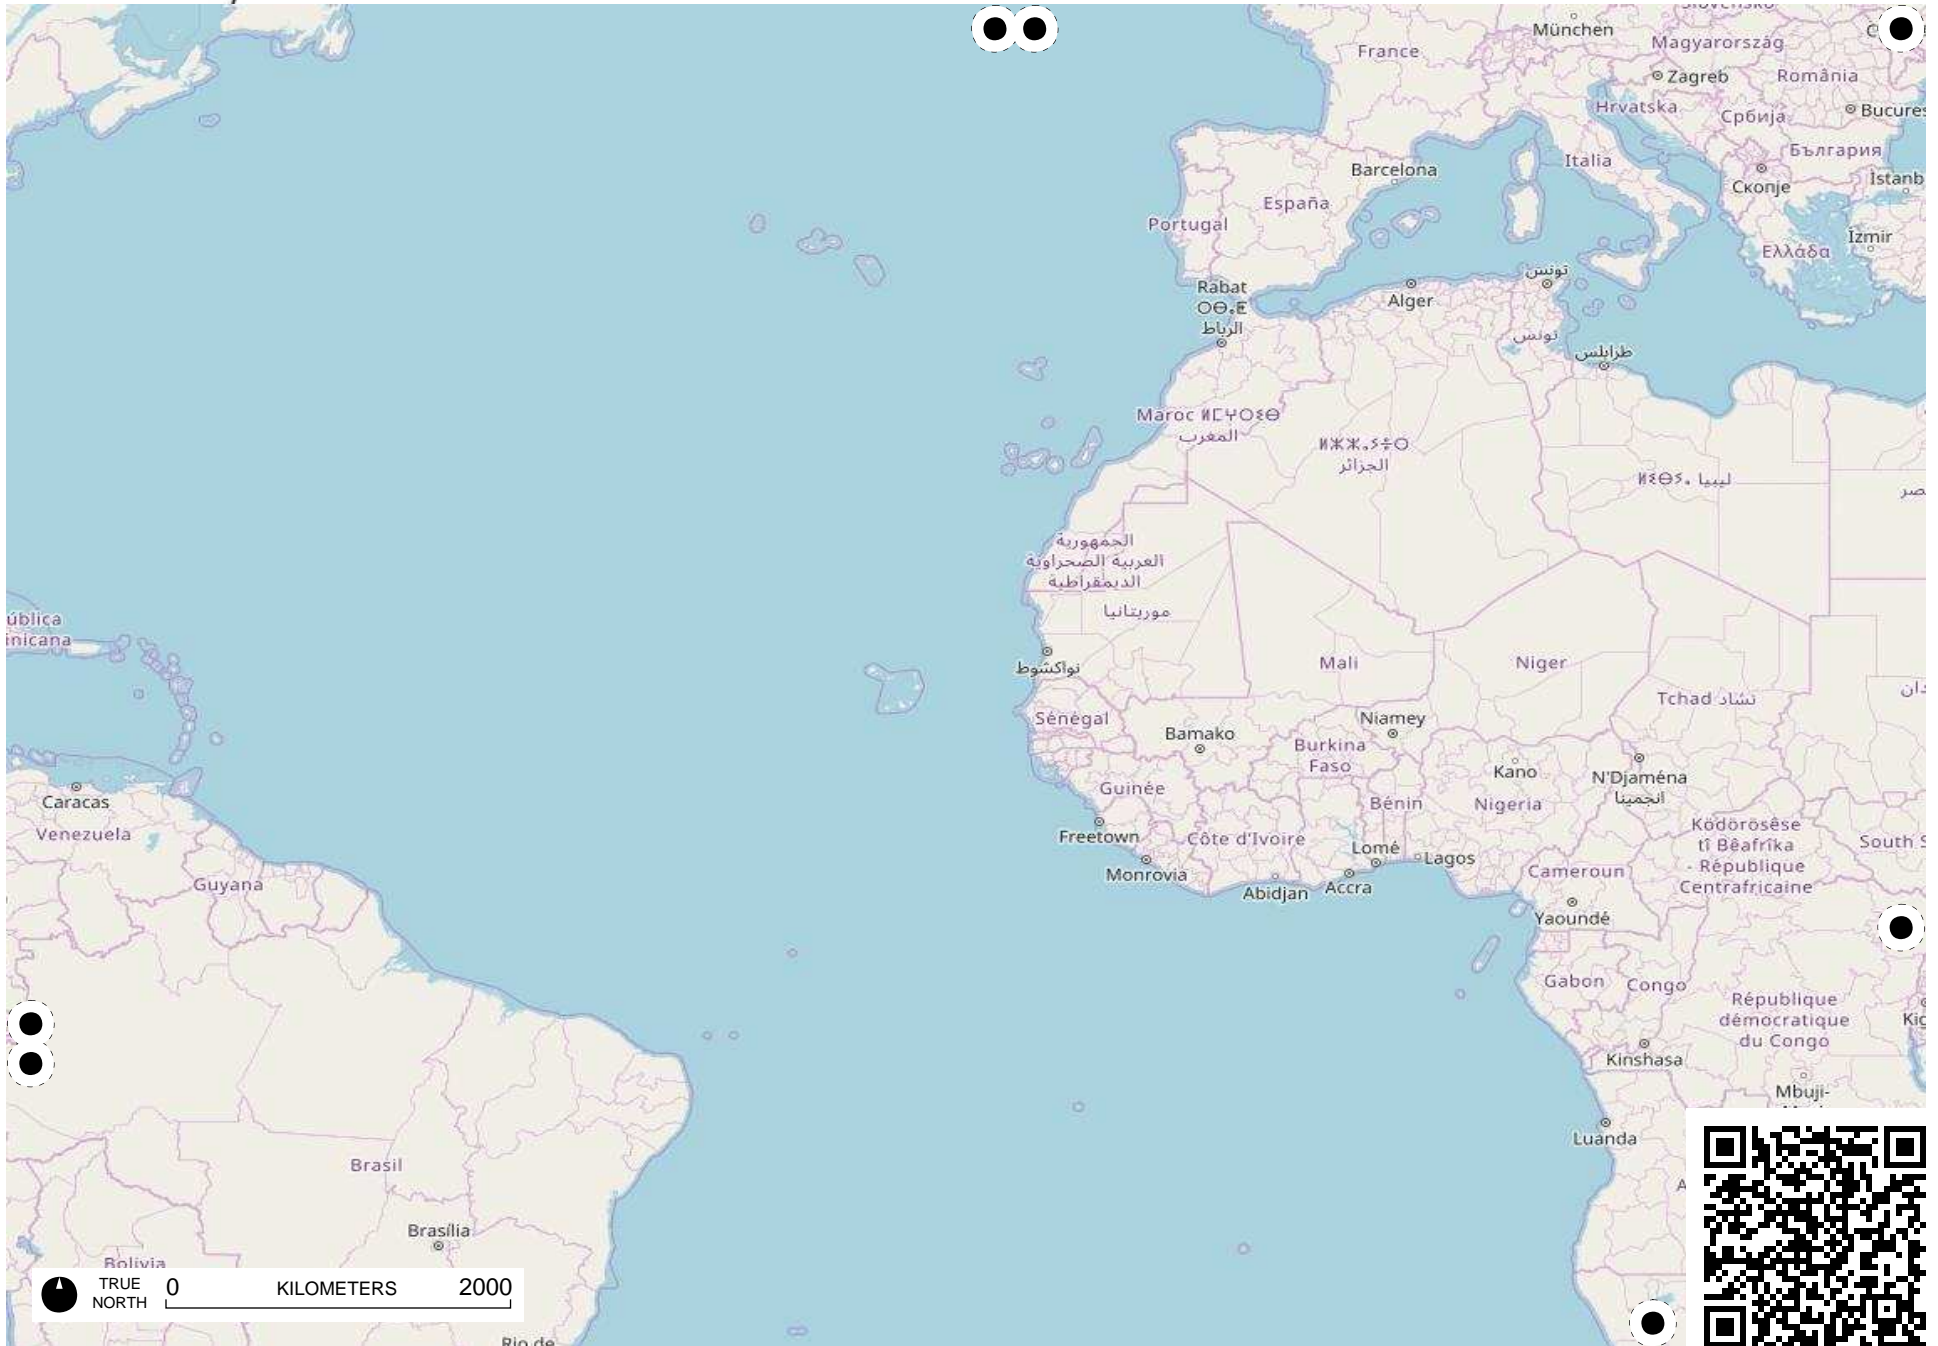 München
France
Magyarország
Zagreb
România
Hrvatska
Србија
Bucures
България
Barcelona
Italia
Скопје
İstanb
España
Portugal
Ελλάδα
İzmir
Rabat
ⵔⴱⴰⵟ
الرباط
Alger
تونس
تونس
طرابلس
Maroc ⵍⵎⵖⵔⵉⴱ
المغرب
ⵍⵣⵣⴰⵢⵔ
الجزائر
ⵍⵉⴱⵢⴰ ليبيا
الجمهورية
العربية الصحراوية
الديمقراطية
موريتانيا
ública
inicana
نواكشوط
Mali
Niger
Tchad تشاد
Sénégal
Niamey
Bamako
Burkina
Faso
Kano
N'Djaména
انجمينا
Guinée
Bénin
Nigeria
Caracas
Venezuela
Freetown
Côte d'Ivoire
Lomé
Lagos
Ködörösêse
tî Bêafrîka
- République
Centrafricaine
South S
Monrovia
Abidjan
Accra
Cameroun
Guyana
Yaoundé
Gabon
Congo
République
démocratique
du Congo
Kig
Kinshasa
Mbuji-
Luanda
Brasil
Brasília
Bolivia
TRUE
NORTH
0 KILOMETERS 2000
Rio de